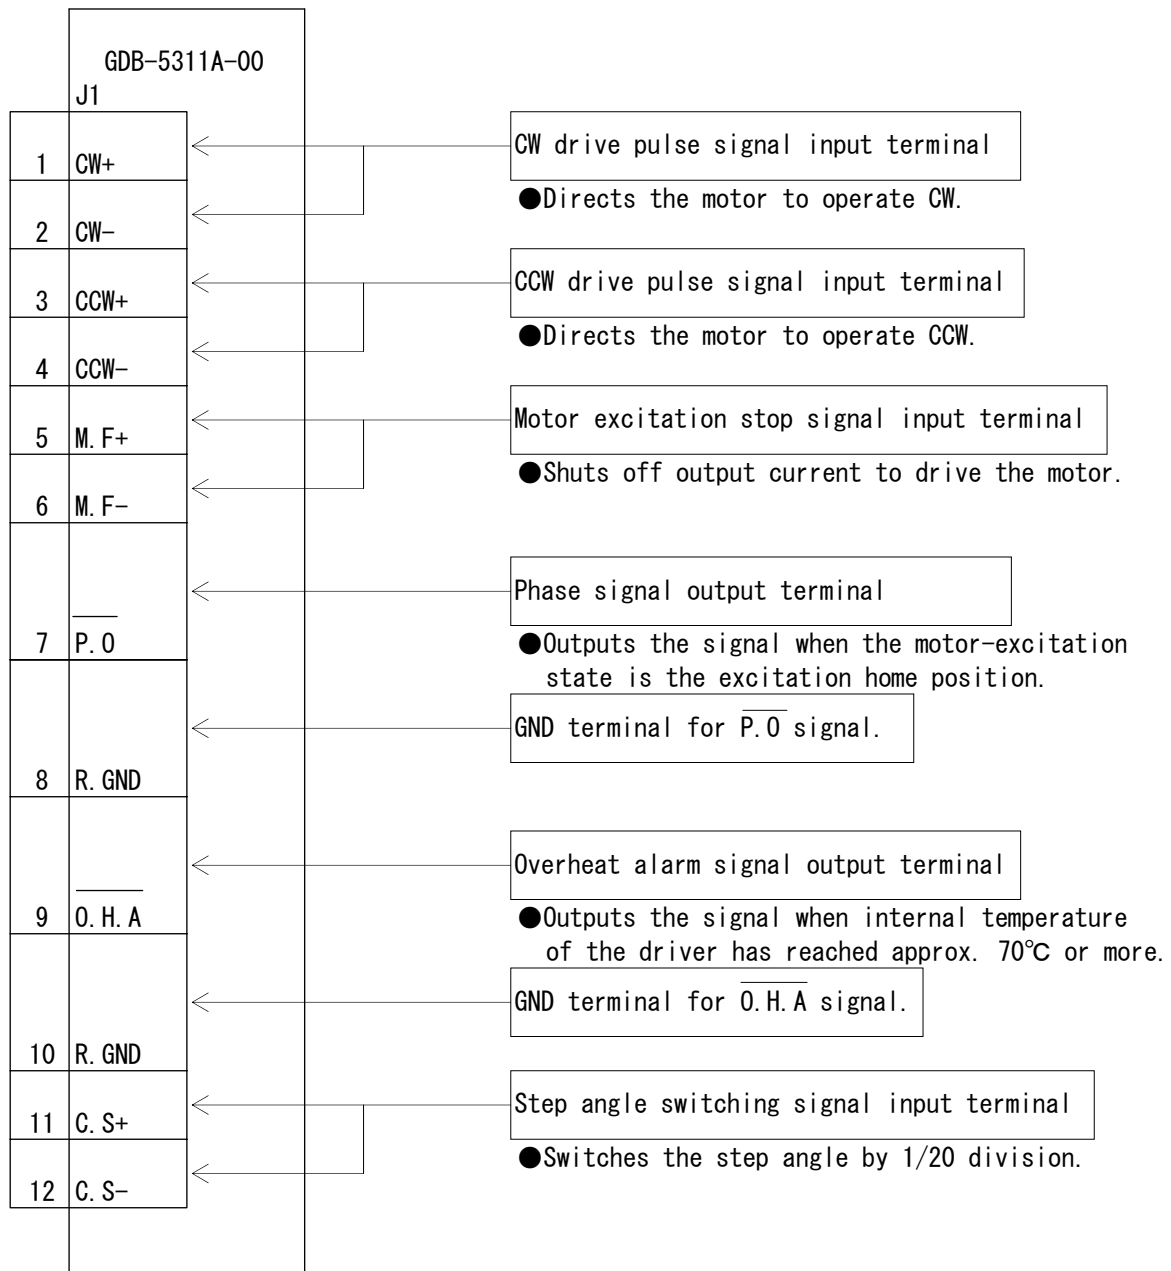 GDB-5311A-00
J1
1 CW+
CW drive pulse signal input terminal
●Directs the motor to operate CW.
2 CW-
3 CCW+
CCW drive pulse signal input terminal
●Directs the motor to operate CCW.
4 CCW-
5 M.F+
Motor excitation stop signal input terminal
●Shuts off output current to drive the motor.
6 M.F-
7 P.O
Phase signal output terminal
●Outputs the signal when the motor-excitation
state is the excitation home position.
8 R.GND
GND terminal for P.O signal.
9 O.H.A
Overheat alarm signal output terminal
●Outputs the signal when internal temperature
of the driver has reached approx. 70℃ or more.
10 R.GND
GND terminal for O.H.A signal.
11 C.S+
Step angle switching signal input terminal
●Switches the step angle by 1/20 division.
12 C.S-